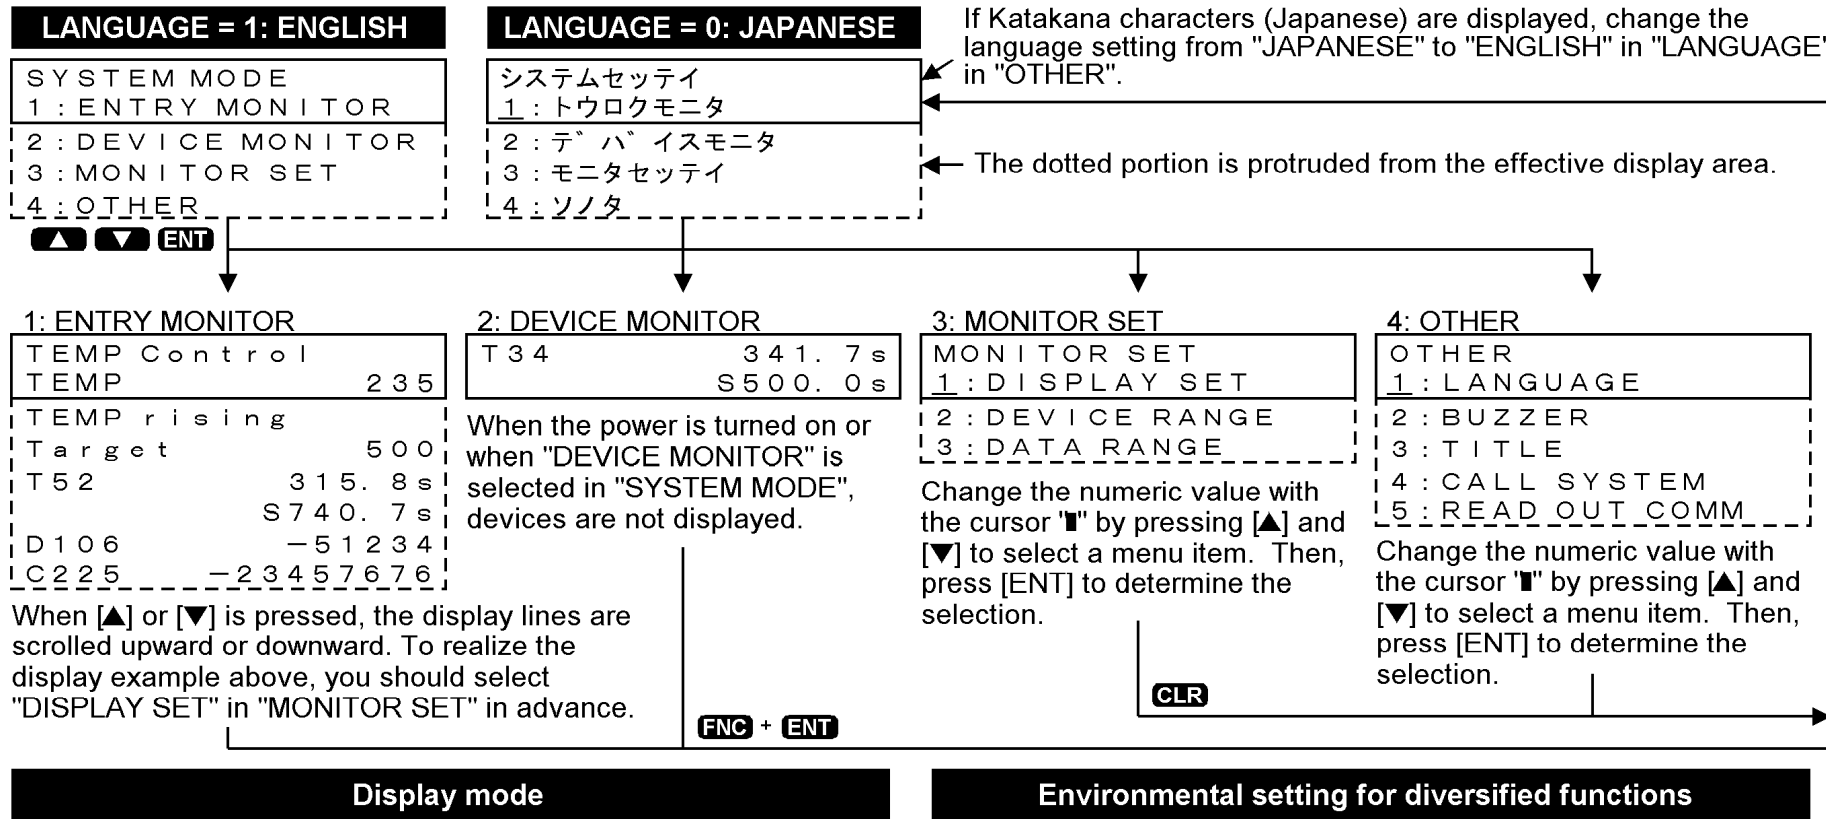 LANGUAGE = 1: ENGLISH
SYSTEM MODE
1:ENTRY MONITOR
2:DEVICE MONITOR
3:MONITOR SET
4:OTHER
▲ ▼ ENT
LANGUAGE = 0: JAPANESE
システムセッテイ
1:トウロクモニタ
2:デバイスモニタ
3:モニタセッテイ
4:ソノタ
If Katakana characters (Japanese) are displayed, change the
language setting from "JAPANESE" to "ENGLISH" in "LANGUAGE"
in "OTHER".
The dotted portion is protruded from the effective display area.
1: ENTRY MONITOR
TEMP Control
TEMP 235
TEMP rising
Target 500
T52 315.8s
S740.7s
D106 −51234
C225 −23457676
When [▲] or [▼] is pressed, the display lines are
scrolled upward or downward. To realize the
display example above, you should select
"DISPLAY SET" in "MONITOR SET" in advance.
2: DEVICE MONITOR
T34 341.7s
S500.0s
When the power is turned on or
when "DEVICE MONITOR" is
selected in "SYSTEM MODE",
devices are not displayed.
FNC + ENT
3: MONITOR SET
MONITOR SET
1:DISPLAY SET
2:DEVICE RANGE
3:DATA RANGE
Change the numeric value with
the cursor "▮" by pressing [▲] and
[▼] to select a menu item. Then,
press [ENT] to determine the
selection.
CLR
4: OTHER
OTHER
1:LANGUAGE
2:BUZZER
3:TITLE
4:CALL SYSTEM
5:READ OUT COMM
Change the numeric value with
the cursor "▮" by pressing [▲] and
[▼] to select a menu item. Then,
press [ENT] to determine the
selection.
Display mode
Environmental setting for diversified functions